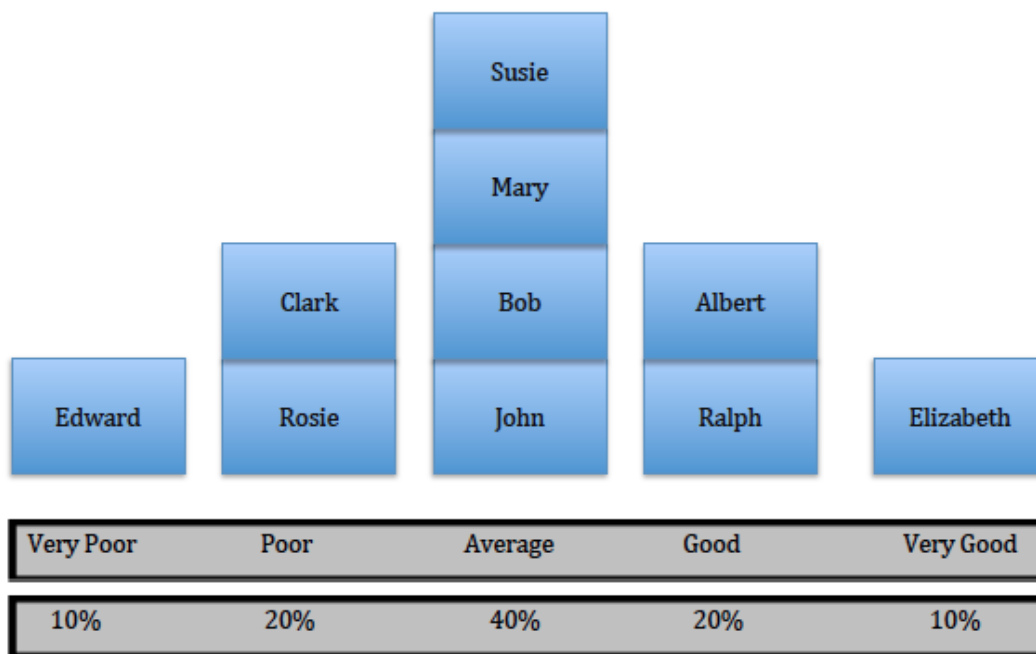 Susie
Mary
Clark
Bob
Albert
Edward
Rosie
John
Ralph
Elizabeth
Very Poor Poor Average Good Very Good
10% 20% 40% 20% 10%